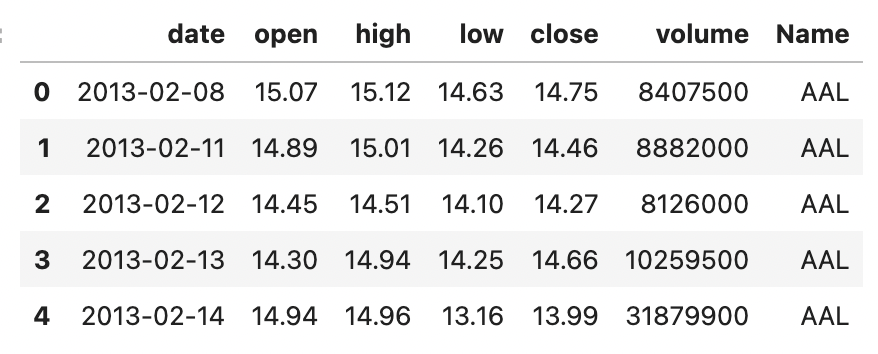 date open high low close volume Name
0 2013-02-08 15.07 15.12 14.63 14.75 8407500 AAL
1 2013-02-11 14.89 15.01 14.26 14.46 8882000 AAL
2 2013-02-12 14.45 14.51 14.10 14.27 8126000 AAL
3 2013-02-13 14.30 14.94 14.25 14.66 10259500 AAL
4 2013-02-14 14.94 14.96 13.16 13.99 31879900 AAL